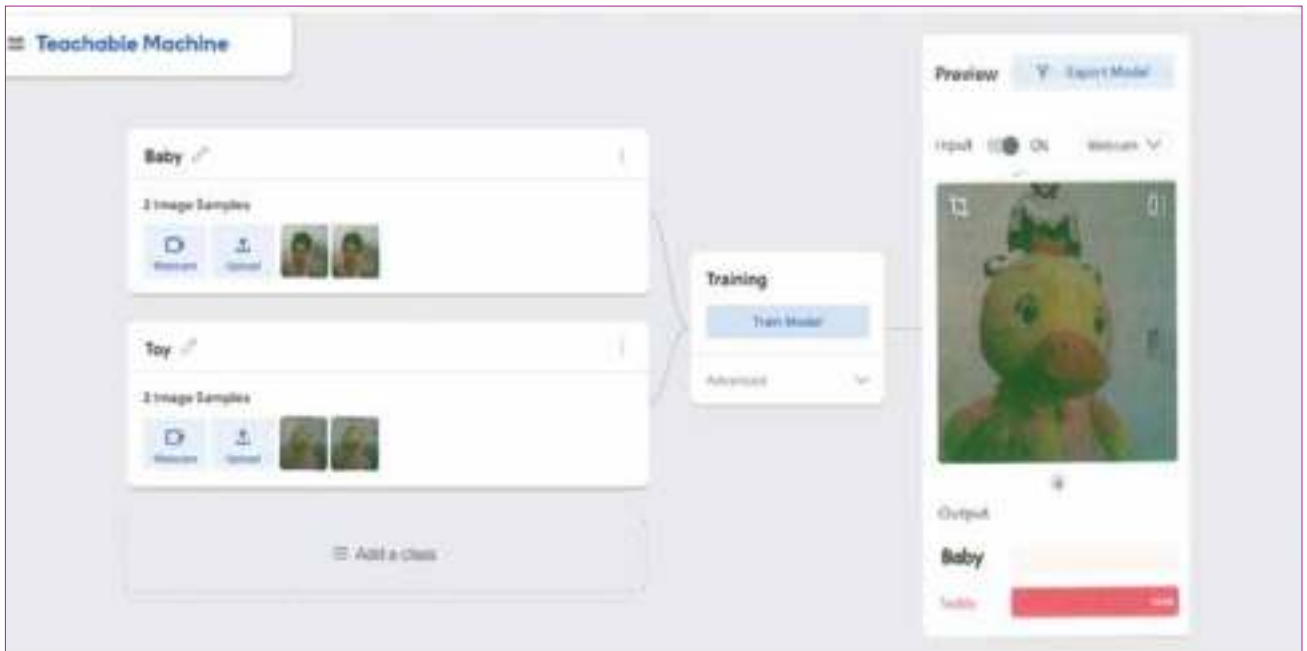 Teachable Machine
Baby
2 Image Samples
Webcam Upload
Toy
2 Image Samples
Webcam Upload
Add a class
Training
Train Model
Advanced
Preview Export Model
Input ON Webcam
Output
Baby
Teddy